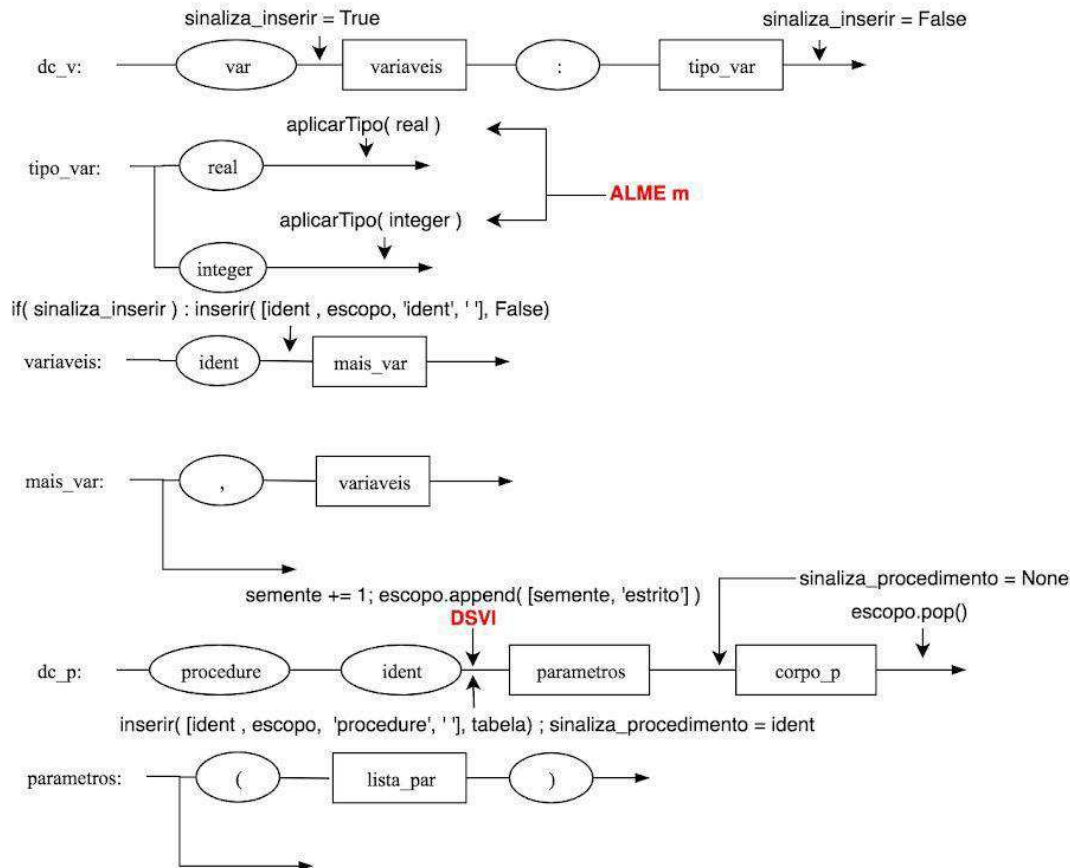 sinaliza_inserir = True
sinaliza_inserir = False
dc_v: var variaveis : tipo_var
aplicarTipo( real )
tipo_var: real
ALME m
aplicarTipo( integer )
integer
if( sinaliza_inserir ) : inserir( [ident , escopo, 'ident', ' '], False)
variaveis: ident mais_var
mais_var: , variaveis
sinaliza_procedimento = None
semente += 1; escopo.append( [semente, 'estrito'] )
escopo.pop()
DSVI
dc_p: procedure ident parametros corpo_p
inserir( [ident , escopo, 'procedure', ' '], tabela) ; sinaliza_procedimento = ident
parametros: ( lista_par )